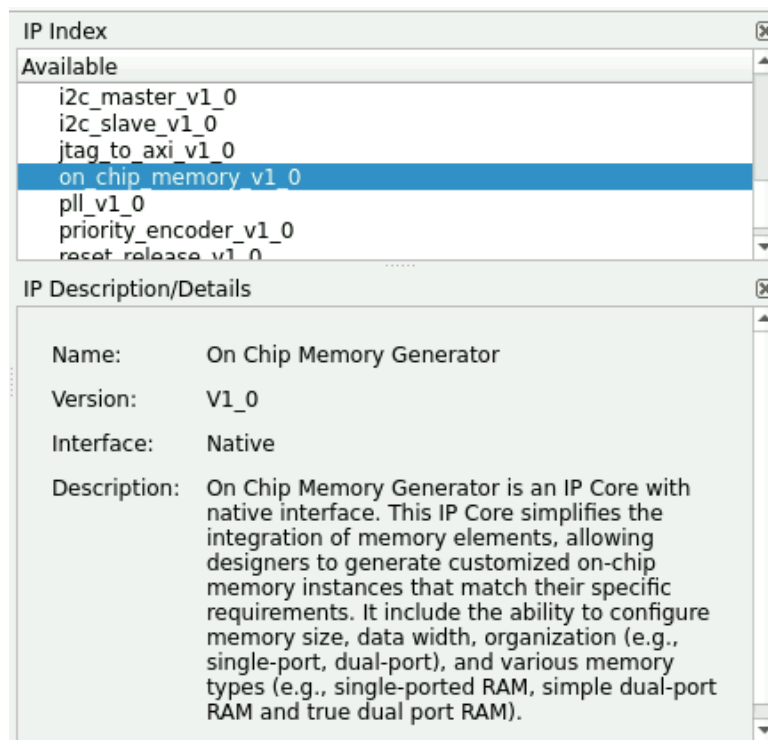 IP Index
Available
i2c_master_v1_0
i2c_slave_v1_0
jtag_to_axi_v1_0
on_chip_memory_v1_0
pll_v1_0
priority_encoder_v1_0
reset_release_v1_0
IP Description/Details
Name: On Chip Memory Generator
Version: V1_0
Interface: Native
Description: On Chip Memory Generator is an IP Core with
native interface. This IP Core simplifies the
integration of memory elements, allowing
designers to generate customized on-chip
memory instances that match their specific
requirements. It include the ability to configure
memory size, data width, organization (e.g.,
single-port, dual-port), and various memory
types (e.g., single-ported RAM, simple dual-port
RAM and true dual port RAM).